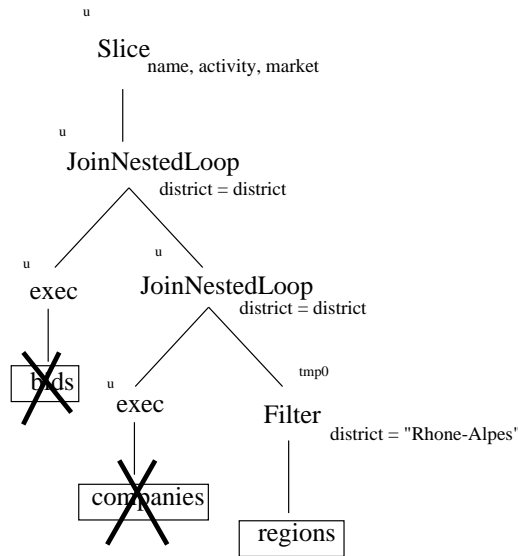 u
Slice
name, activity, market
u
JoinNestedLoop
district = district
u
exec
u
JoinNestedLoop
district = district
bids
u
exec
tmp0
Filter
district = "Rhone-Alpes"
companies
regions